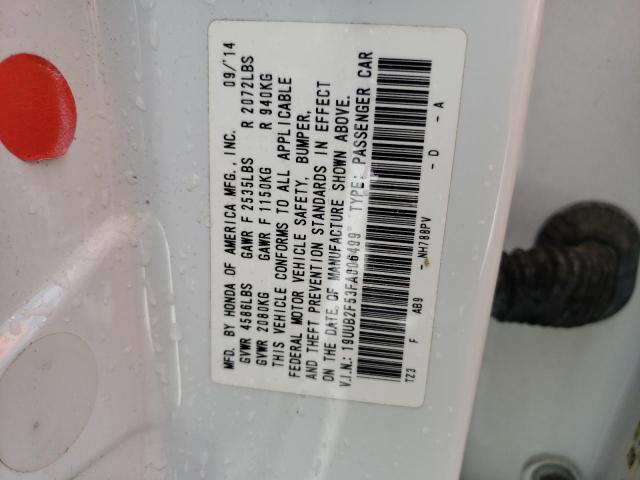 MFD. BY HONDA OF AMERICA MFG., INC. 09/'14
GVWR 4586LBS GAWR F 2535LBS R 2072LBS
GVWR 2080KG GAWR F 1150KG R 940KG
THIS VEHICLE CONFORMS TO ALL APPLICABLE
FEDERAL MOTOR VEHICLE SAFETY, BUMPER,
AND THEFT PREVENTION STANDARDS IN EFFECT
ON THE DATE OF MANUFACTURE SHOWN ABOVE.
V.I.N.: 19UUB2F53FA006499 TYPE: PASSENGER CAR
TZ3 F AB9 - NH788PV - D - A